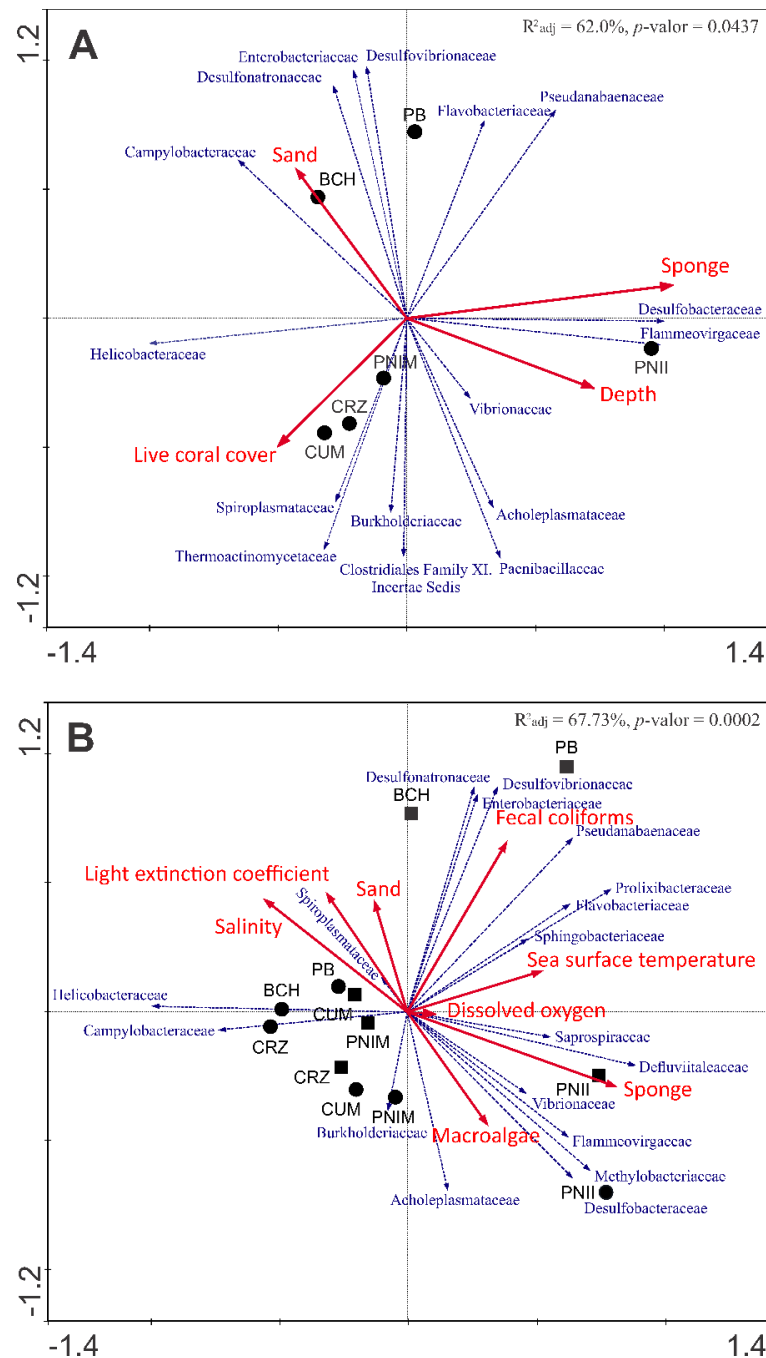 A
R²adj = 62.0%, p-valor = 0.0437
1.2
Enterobacteriaceae
Desulfovibrionaceae
Desulfonatronaceae
Pseudanabaenaceae
PB
Flavobacteriaceae
Campylobacteraceae
Sand
BCH
Sponge
Desulfobacteraceae
Flammeovirgaceae
Helicobacteraceae
PNIM
PNII
Depth
Vibrionaceae
CRZ
CUM
Live coral cover
Spiroplasmataceae
Burkholderiaceae
Acholeplasmataceae
Thermoactinomycetaceae
Clostridiales Family XI.
Incertae Sedis
Paenibacillaceae
-1.2
-1.4
1.4
B
R²adj = 67.73%, p-valor = 0.0002
1.2
PB
Desulfonatronaceae
Desulfovibrionaceae
BCH
Enterobacteriaceae
Fecal coliforms
Pseudanabaenaceae
Light extinction coefficient
Sand
Spiroplasmataceae
Prolixibacteraceae
Flavobacteriaceae
Salinity
Sphingobacteriaceae
PB
Sea surface temperature
BCH
Helicobacteraceae
CUM
Dissolved oxygen
Campylobacteraceae
CRZ
PNIM
Saprospiraceae
Defluviitaleaceae
CRZ
PNII
Sponge
CUM
PNIM
Vibrionaceae
Burkholderiaceae
Macroalgae
Flammeovirgaceae
Methylobacteriaceae
Acholeplasmataceae
PNII
Desulfobacteraceae
-1.2
-1.4
1.4